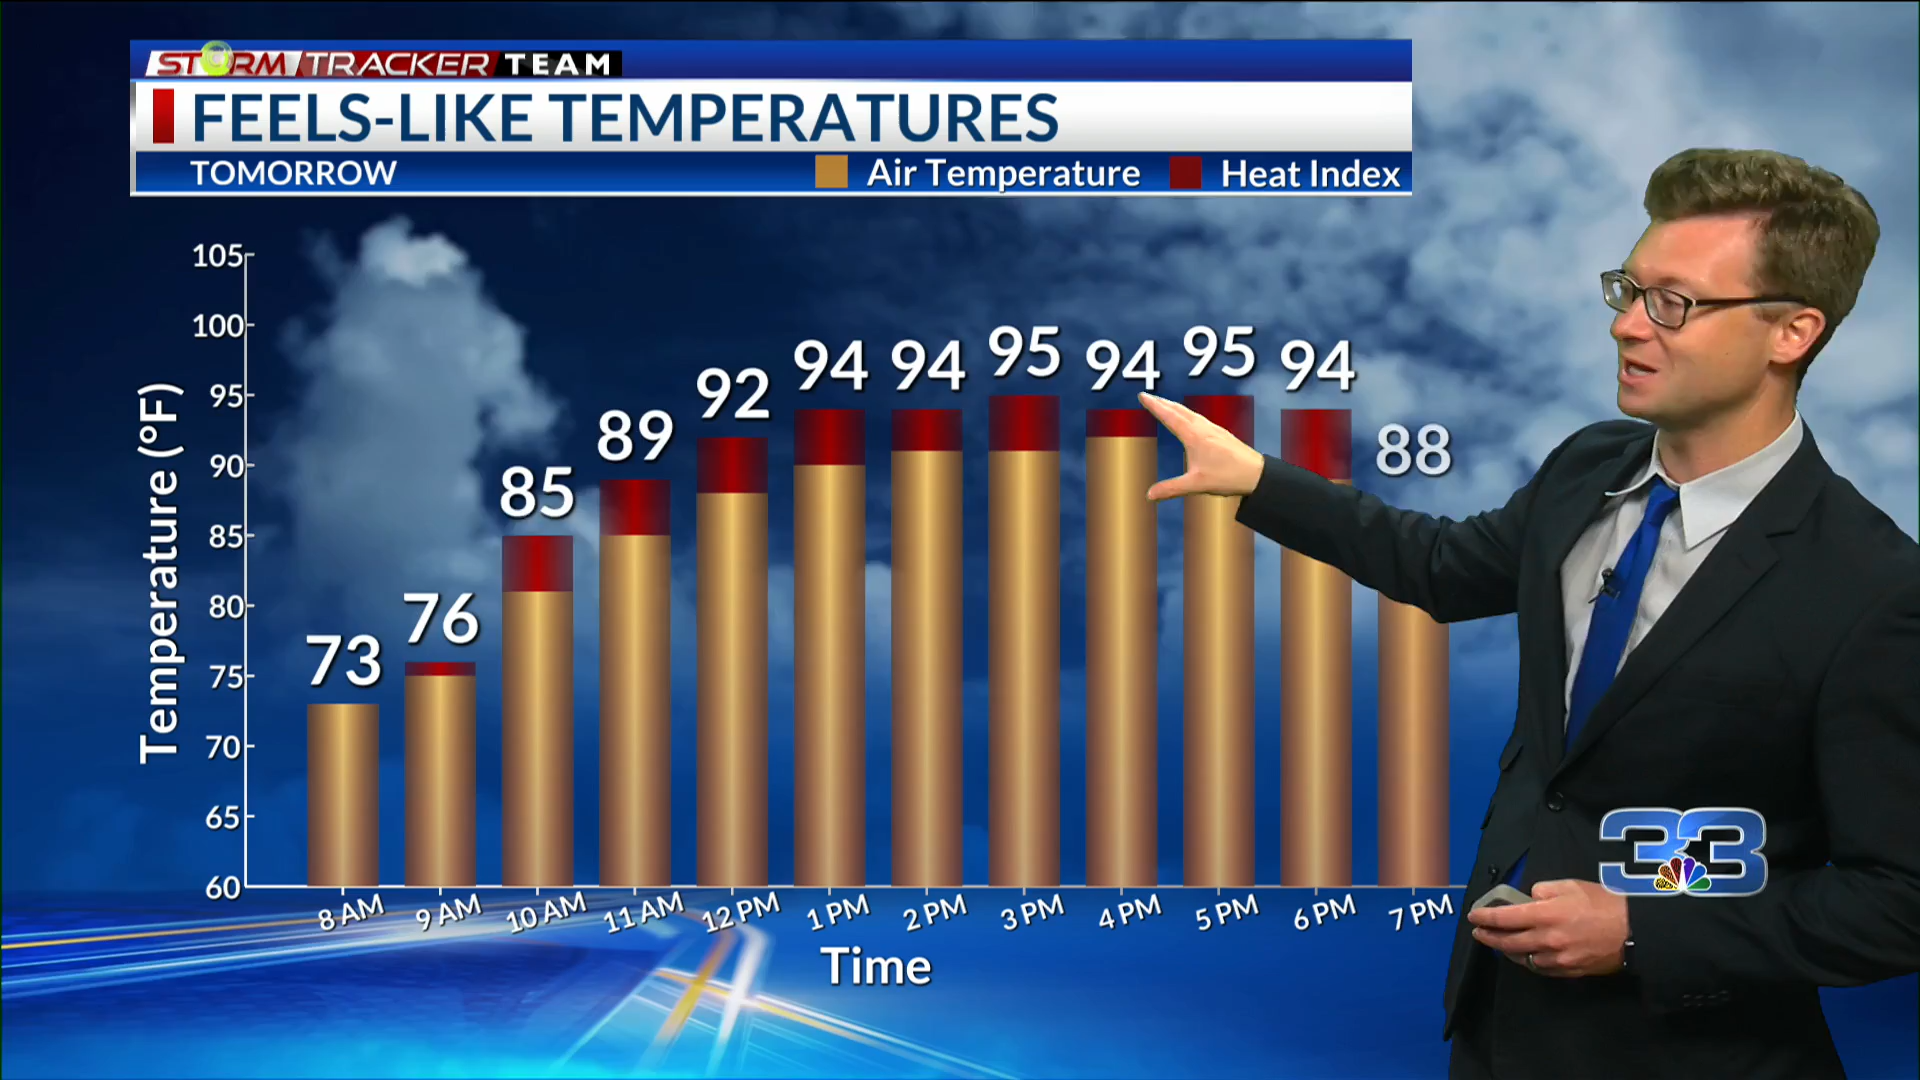 STORM TRACKER TEAM
FEELS-LIKE TEMPERATURES
TOMORROW
Air Temperature
Heat Index
Temperature (°F)
105
100
95
90
85
80
75
70
65
60
73
76
85
89
92
94
94
95
94
95
94
88
8 AM
9 AM
10 AM
11 AM
12 PM
1 PM
2 PM
3 PM
4 PM
5 PM
6 PM
7 PM
Time
33